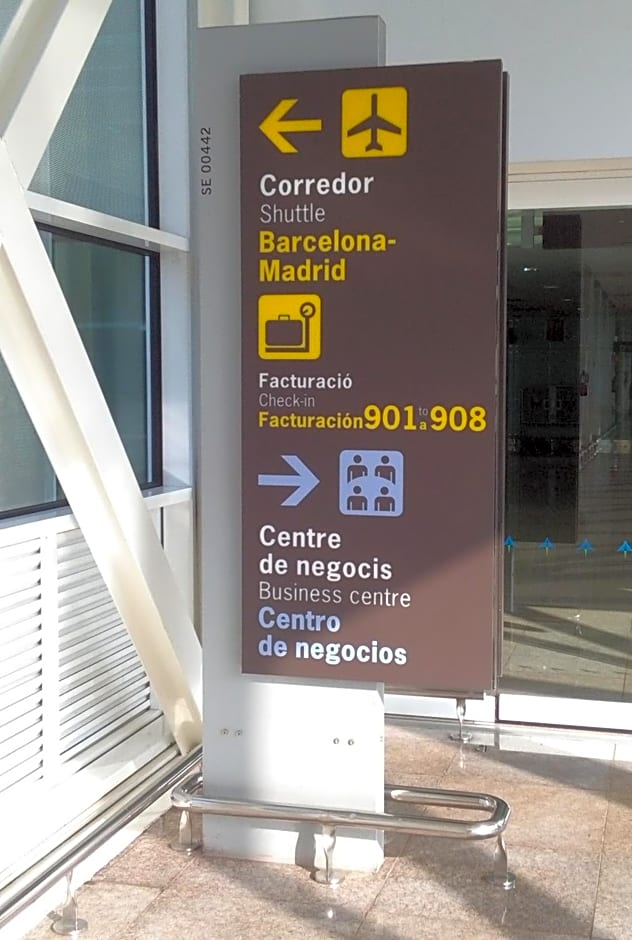 SE 00442
Corredor
Shuttle
Barcelona-
Madrid
Facturació
Check-in
Facturación 901 to a 908
Centre
de negocis
Business centre
Centro
de negocios